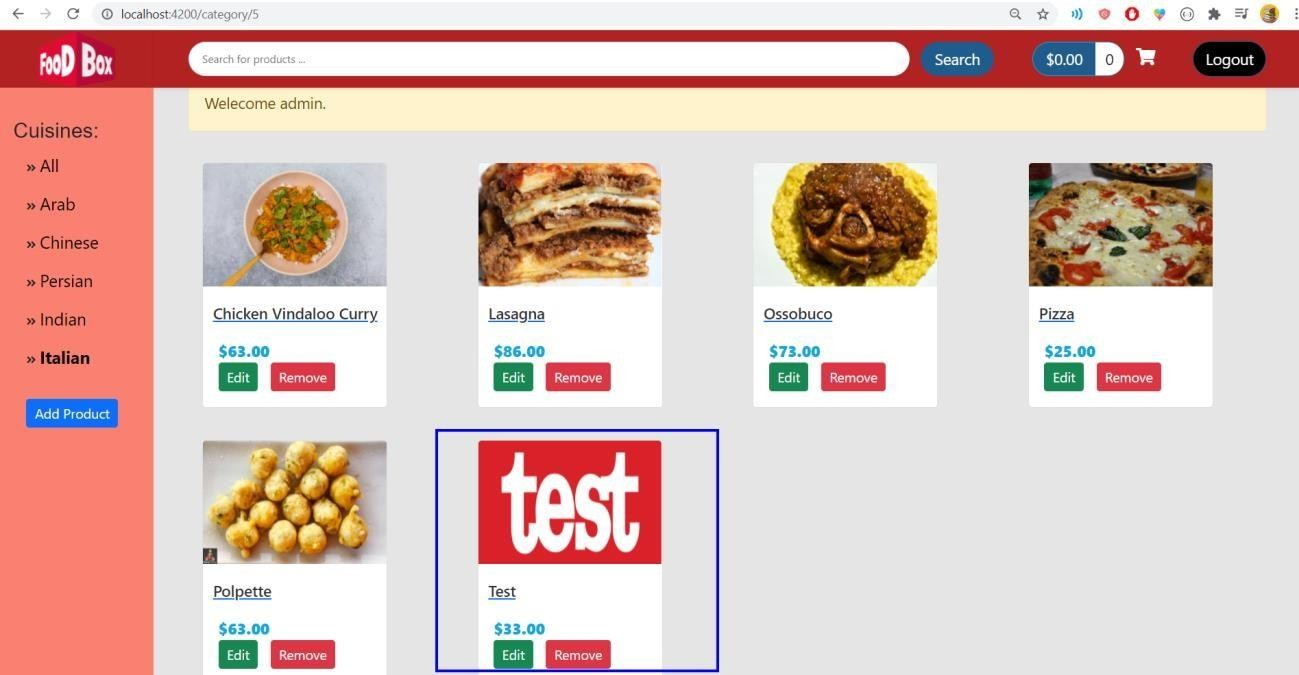 localhost:4200/category/5
FooD Box
Search for products ...
Search
$0.00
0
Logout
Welecome admin.
Cuisines:
» All
» Arab
» Chinese
» Persian
» Indian
» Italian
Add Product
Chicken Vindaloo Curry
$63.00
Edit
Remove
Lasagna
$86.00
Edit
Remove
Ossobuco
$73.00
Edit
Remove
Pizza
$25.00
Edit
Remove
Polpette
$63.00
Edit
Remove
test
Test
$33.00
Edit
Remove